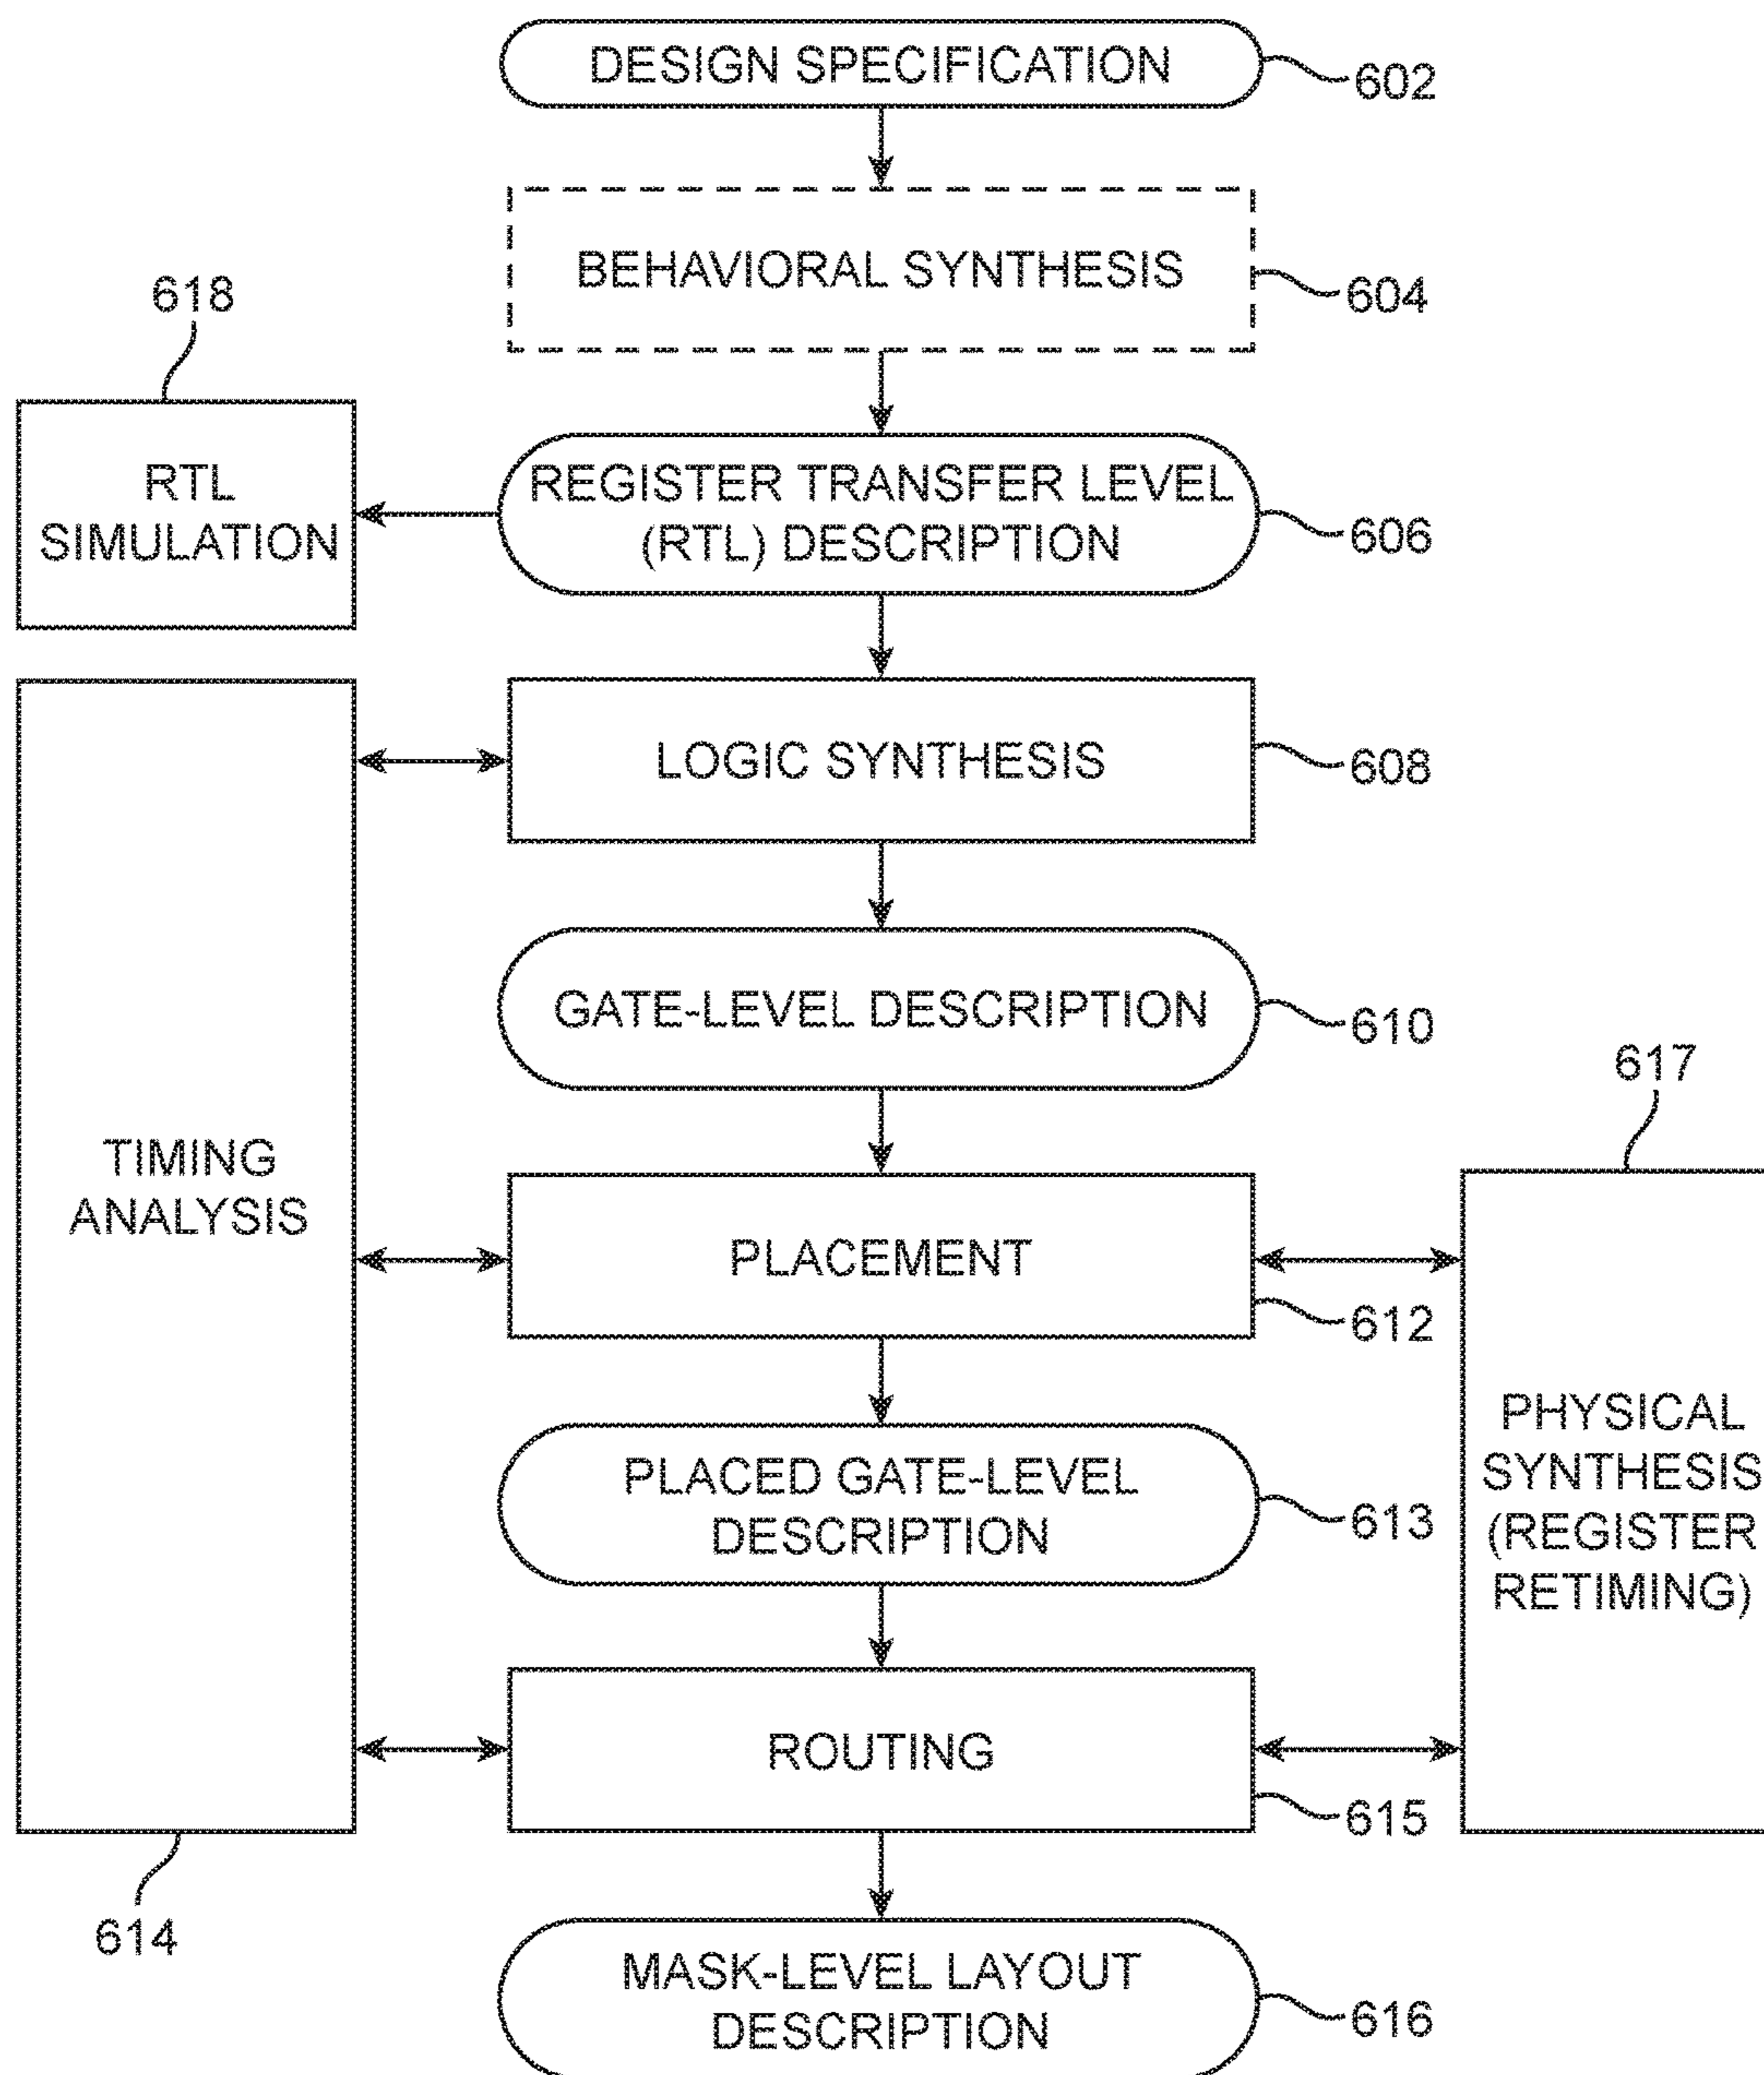 DESIGN SPECIFICATION
602
BEHAVIORAL SYNTHESIS
604
618
RTL
SIMULATION
REGISTER TRANSFER LEVEL
(RTL) DESCRIPTION
606
LOGIC SYNTHESIS
608
GATE-LEVEL DESCRIPTION
610
617
TIMING
ANALYSIS
PLACEMENT
612
PHYSICAL
SYNTHESIS
(REGISTER
RETIMING)
PLACED GATE-LEVEL
DESCRIPTION
613
ROUTING
615
614
MASK-LEVEL LAYOUT
DESCRIPTION
616